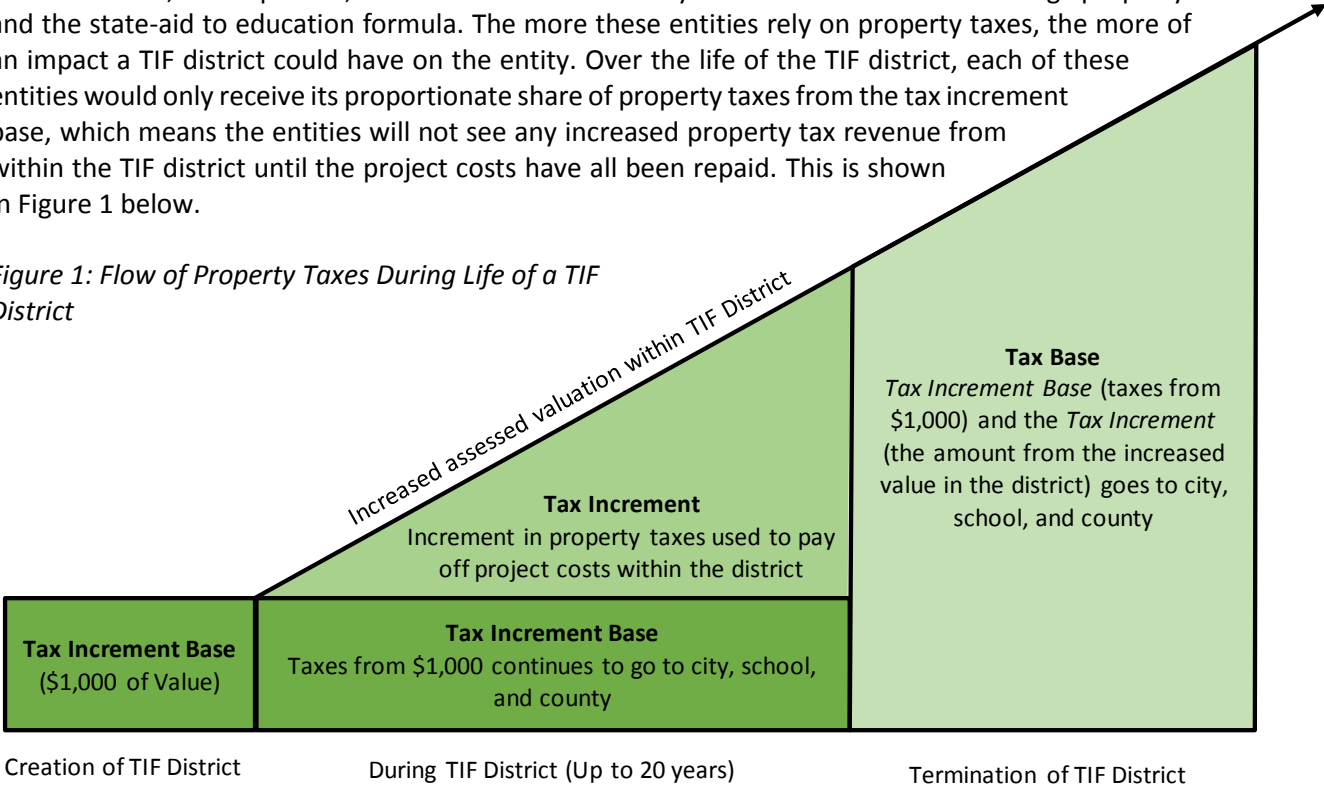 and the state-aid to education formula. The more these entities rely on property taxes, the more of
an impact a TIF district could have on the entity. Over the life of the TIF district, each of these
entities would only receive its proportionate share of property taxes from the tax increment
base, which means the entities will not see any increased property tax revenue from
within the TIF district until the project costs have all been repaid. This is shown
in Figure 1 below.
Figure 1: Flow of Property Taxes During Life of a TIF
District
Increased assessed valuation within TIF District
Tax Base
Tax Increment Base (taxes from
$1,000) and the Tax Increment
(the amount from the increased
value in the district) goes to city,
school, and county
Tax Increment
Increment in property taxes used to pay
off project costs within the district
Tax Increment Base
($1,000 of Value)
Tax Increment Base
Taxes from $1,000 continues to go to city, school,
and county
Creation of TIF District
During TIF District (Up to 20 years)
Termination of TIF District